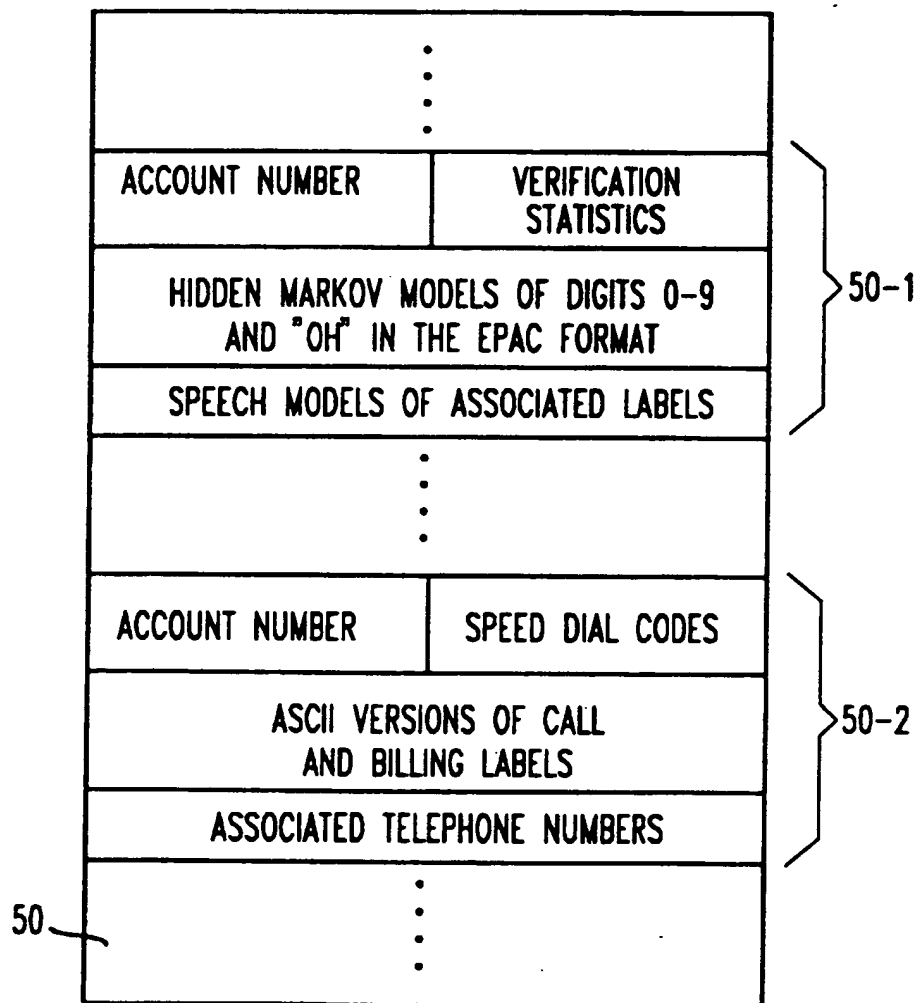 ACCOUNT NUMBER
VERIFICATION
STATISTICS
HIDDEN MARKOV MODELS OF DIGITS 0-9
AND "OH" IN THE EPAC FORMAT
SPEECH MODELS OF ASSOCIATED LABELS
50-1
ACCOUNT NUMBER
SPEED DIAL CODES
ASCII VERSIONS OF CALL
AND BILLING LABELS
ASSOCIATED TELEPHONE NUMBERS
50-2
50